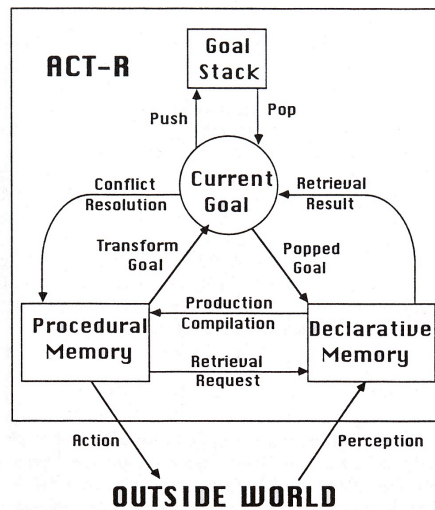 ACT-R
Goal
Stack
Push
Pop
Current
Goal
Conflict
Resolution
Retrieval
Result
Transform
Goal
Popped
Goal
Procedural
Memory
Production
Compilation
Declarative
Memory
Retrieval
Request
Action
Perception
OUTSIDE WORLD